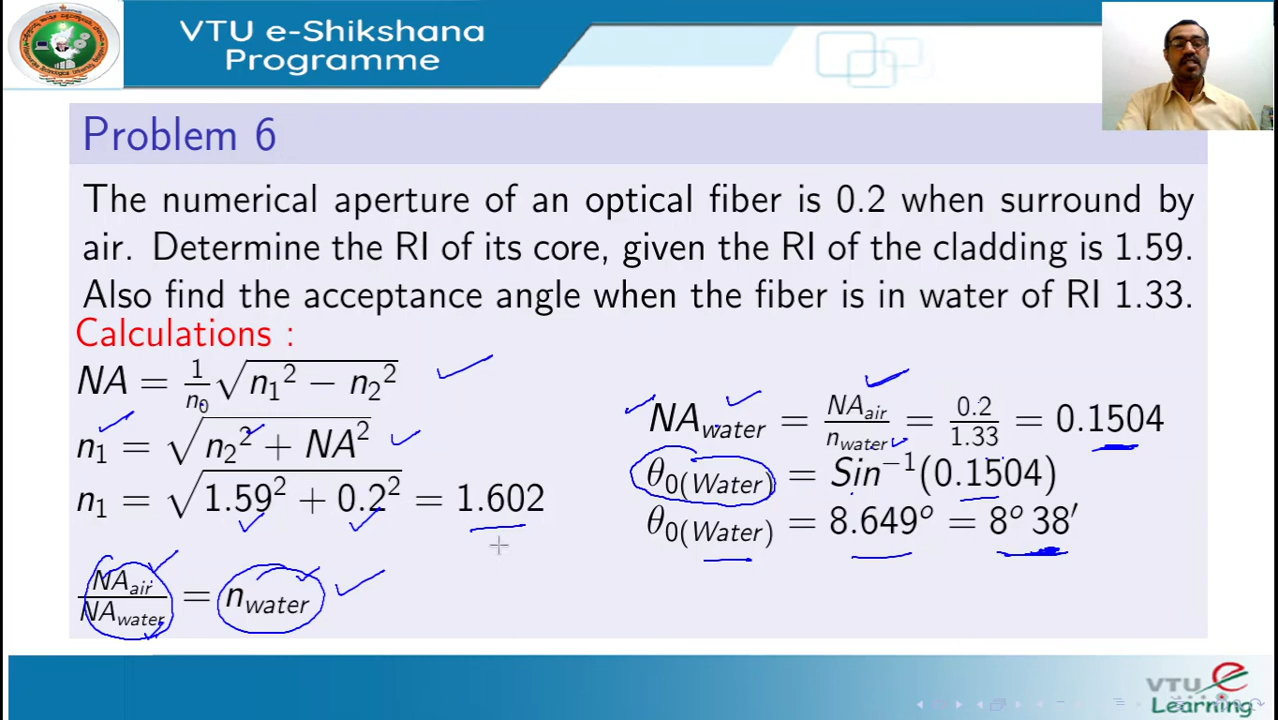 VTU e-Shikshana
Programme
Problem 6
The numerical aperture of an optical fiber is 0.2 when surround by
air. Determine the RI of its core, given the RI of the cladding is 1.59.
Also find the acceptance angle when the fiber is in water of RI 1.33.
Calculations :
NA = 1/n₀ √(n₁² − n₂²)
n₁ = √(n₂² + NA²)
n₁ = √(1.59² + 0.2²) = 1.602
NA_air/NA_water = n_water
NA_water = NA_air/n_water = 0.2/1.33 = 0.1504
θ₀(Water) = Sin⁻¹(0.1504)
θ₀(Water) = 8.649° = 8° 38′
VTU
Learning